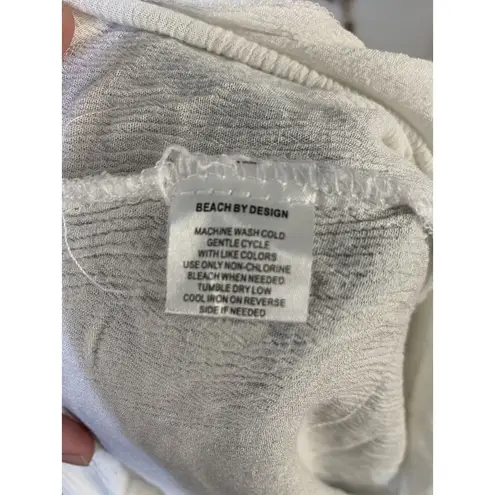 BEACH BY DESIGN
MACHINE WASH COLD
GENTLE CYCLE
WITH LIKE COLORS
USE ONLY NON-CHLORINE
BLEACH WHEN NEEDED
TUMBLE DRY LOW
COOL IRON ON REVERSE
SIDE IF NEEDED